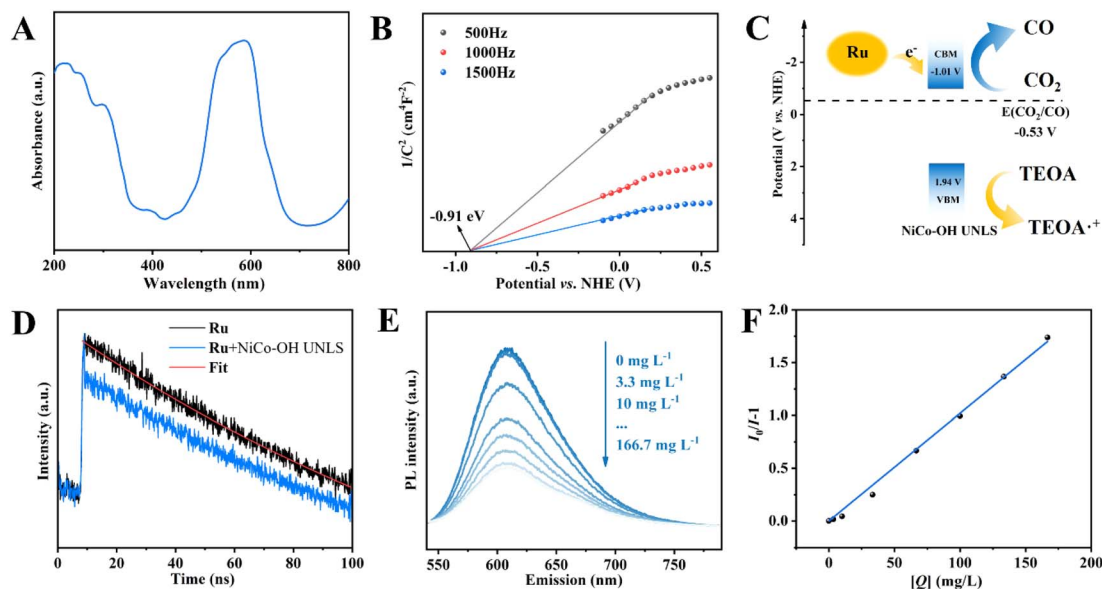 A
Absorbance (a.u.)
200 400 600 800
Wavelength (nm)
B
500Hz
1000Hz
1500Hz
1/C² (cm⁴F⁻²)
-0.91 eV
-1.0 -0.5 0.0 0.5
Potential vs. NHE (V)
C
Potential (V vs. NHE)
-2
0
2
4
Ru
e⁻
CBM
-1.01 V
CO
CO₂
E(CO₂/CO)
-0.53 V
1.94 V
VBM
TEOA
NiCo-OH UNLS
TEOA·⁺
D
Ru
Ru+NiCo-OH UNLS
Fit
Intensity (a.u.)
0 20 40 60 80 100
Time (ns)
E
0 mg L⁻¹
3.3 mg L⁻¹
10 mg L⁻¹
...
166.7 mg L⁻¹
PL intensity (a.u.)
550 600 650 700 750
Emission (nm)
F
I₀/I-1
2.0
1.5
1.0
0.5
0.0
0 50 100 150 200
[Q] (mg/L)